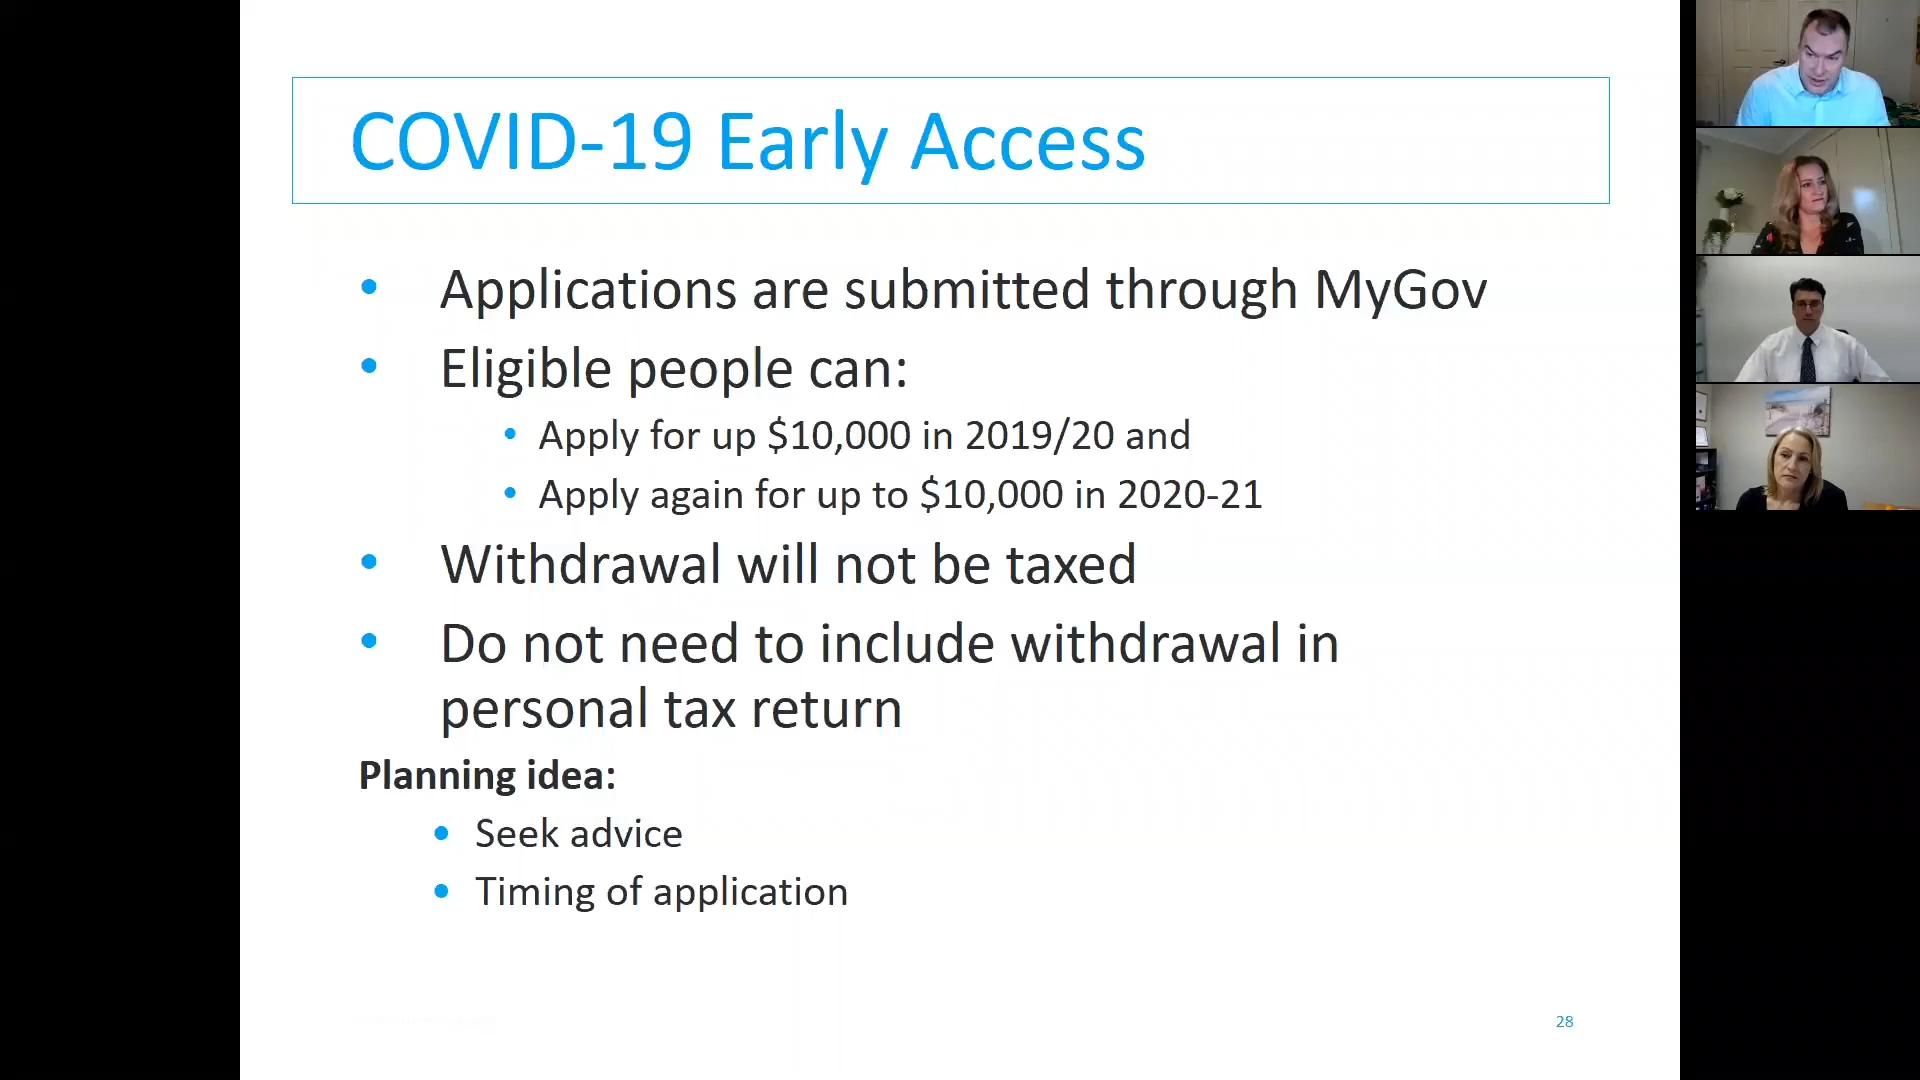 COVID-19 Early Access
• Applications are submitted through MyGov
• Eligible people can:
• Apply for up $10,000 in 2019/20 and
• Apply again for up to $10,000 in 2020-21
• Withdrawal will not be taxed
• Do not need to include withdrawal in
personal tax return
Planning idea:
• Seek advice
• Timing of application
28